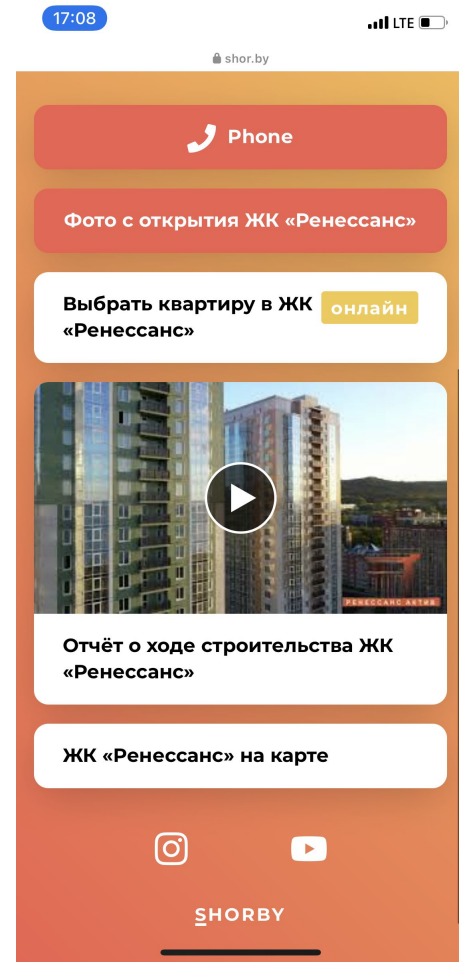 17:08
LTE
shor.by
Phone
Фото с открытия ЖК «Ренессанс»
Выбрать квартиру в ЖК онлайн
«Ренессанс»
РЕНЕССАНС АКТИВ
Отчёт о ходе строительства ЖК
«Ренессанс»
ЖК «Ренессанс» на карте
SHORBY